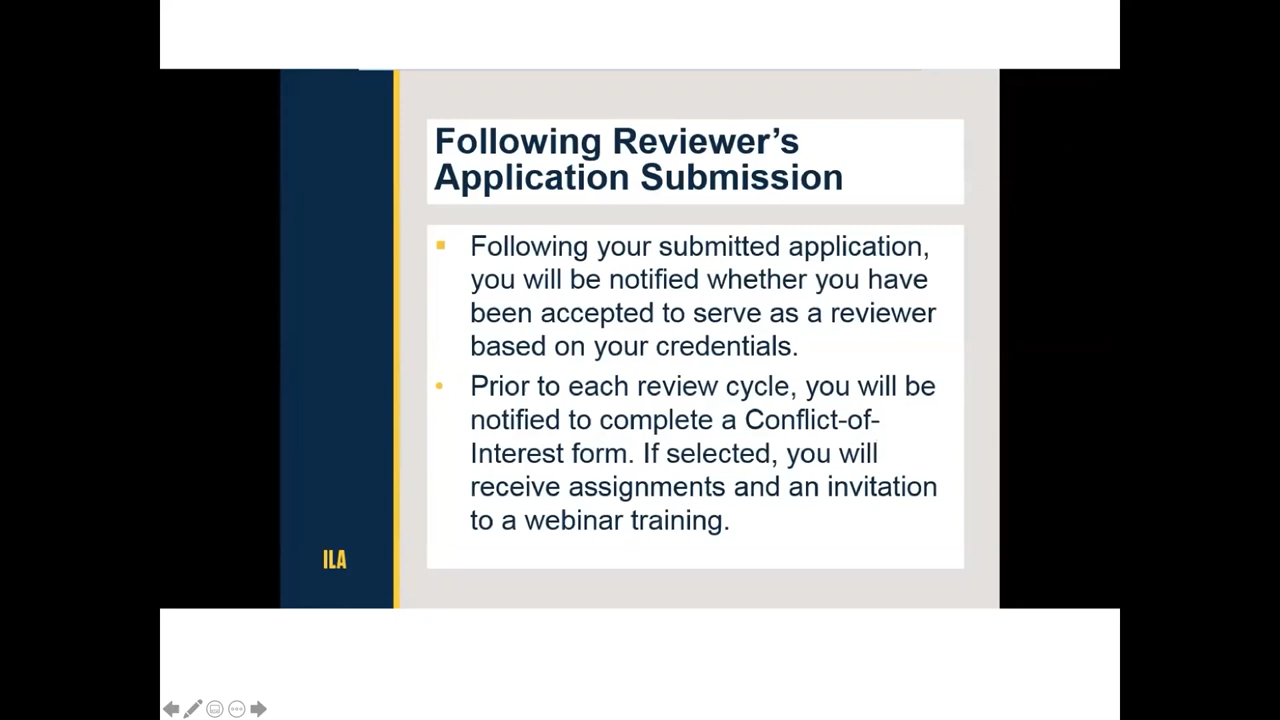 Following Reviewer’s
Application Submission
Following your submitted application,
you will be notified whether you have
been accepted to serve as a reviewer
based on your credentials.
Prior to each review cycle, you will be
notified to complete a Conflict-of-
Interest form. If selected, you will
receive assignments and an invitation
to a webinar training.
ILA